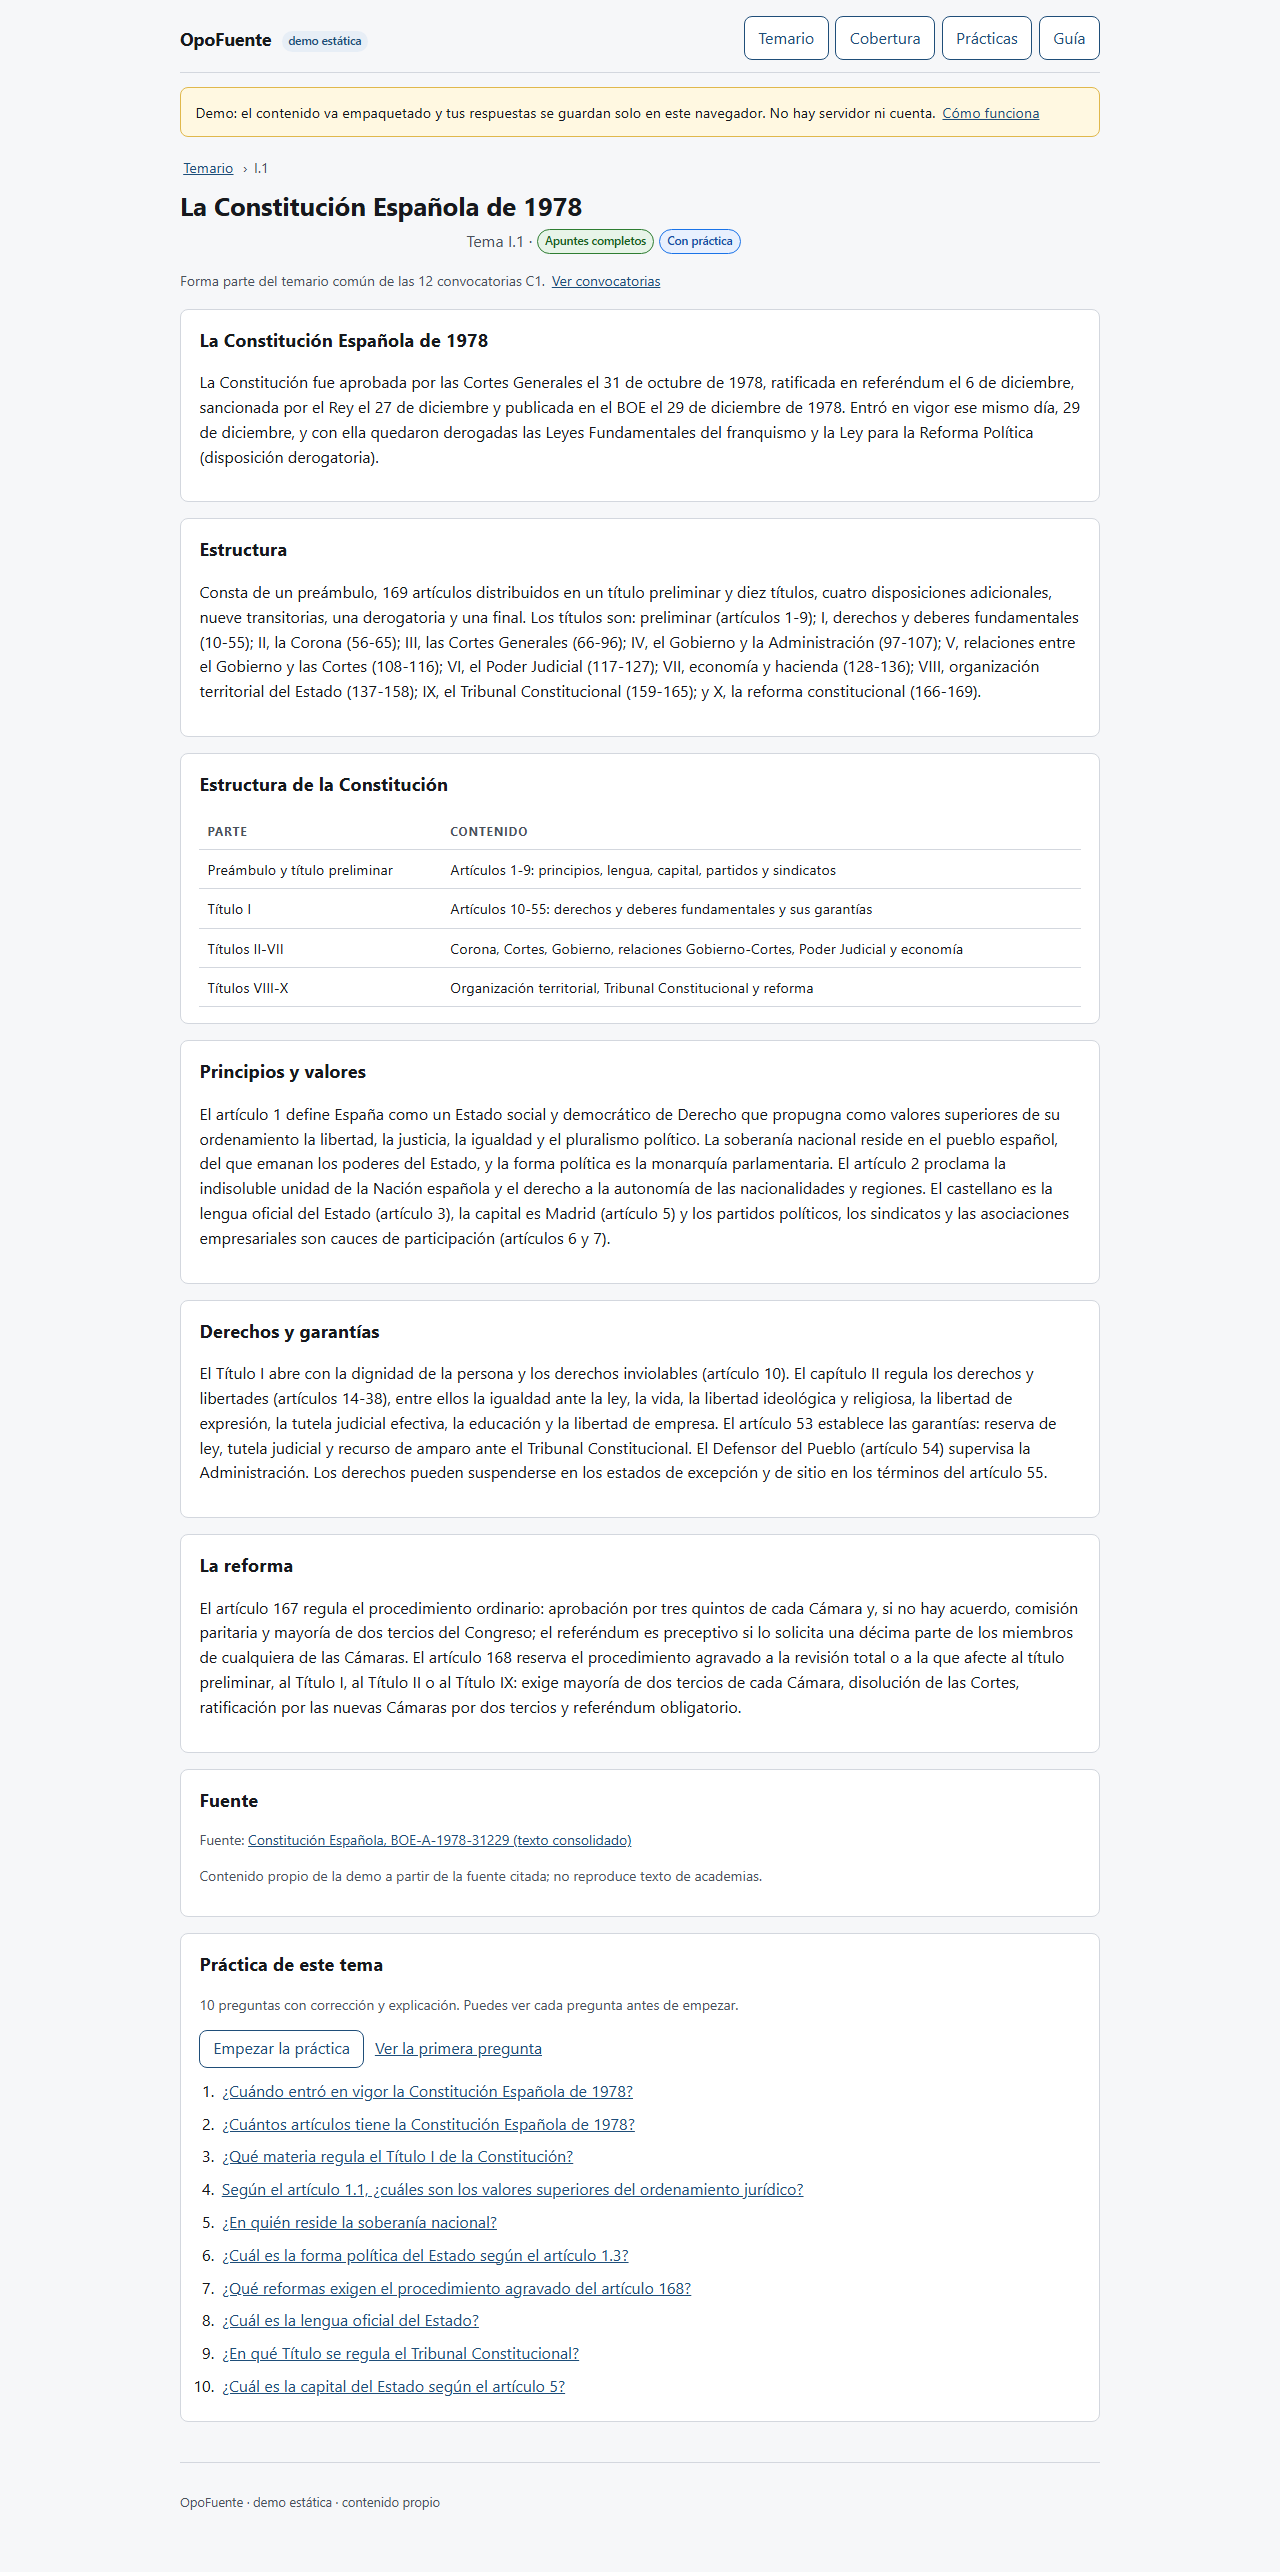 OpoFuente demo estática
Temario Cobertura Prácticas Guía
Demo: el contenido va empaquetado y tus respuestas se guardan solo en este navegador. No hay servidor ni cuenta. Cómo funciona
Temario › I.1
La Constitución Española de 1978
Tema I.1 · Apuntes completos Con práctica
Forma parte del temario común de las 12 convocatorias C1. Ver convocatorias
La Constitución Española de 1978
La Constitución fue aprobada por las Cortes Generales el 31 de octubre de 1978, ratificada en referéndum el 6 de diciembre,
sancionada por el Rey el 27 de diciembre y publicada en el BOE el 29 de diciembre de 1978. Entró en vigor ese mismo día, 29
de diciembre, y con ella quedaron derogadas las Leyes Fundamentales del franquismo y la Ley para la Reforma Política
(disposición derogatoria).
Estructura
Consta de un preámbulo, 169 artículos distribuidos en un título preliminar y diez títulos, cuatro disposiciones adicionales,
nueve transitorias, una derogatoria y una final. Los títulos son: preliminar (artículos 1-9); I, derechos y deberes fundamentales
(10-55); II, la Corona (56-65); III, las Cortes Generales (66-96); IV, el Gobierno y la Administración (97-107); V, relaciones entre
el Gobierno y las Cortes (108-116); VI, el Poder Judicial (117-127); VII, economía y hacienda (128-136); VIII, organización
territorial del Estado (137-158); IX, el Tribunal Constitucional (159-165); y X, la reforma constitucional (166-169).
Estructura de la Constitución
PARTE CONTENIDO
Preámbulo y título preliminar Artículos 1-9: principios, lengua, capital, partidos y sindicatos
Título I Artículos 10-55: derechos y deberes fundamentales y sus garantías
Títulos II-VII Corona, Cortes, Gobierno, relaciones Gobierno-Cortes, Poder Judicial y economía
Títulos VIII-X Organización territorial, Tribunal Constitucional y reforma
Principios y valores
El artículo 1 define España como un Estado social y democrático de Derecho que propugna como valores superiores de su
ordenamiento la libertad, la justicia, la igualdad y el pluralismo político. La soberanía nacional reside en el pueblo español,
del que emanan los poderes del Estado, y la forma política es la monarquía parlamentaria. El artículo 2 proclama la
indisoluble unidad de la Nación española y el derecho a la autonomía de las nacionalidades y regiones. El castellano es la
lengua oficial del Estado (artículo 3), la capital es Madrid (artículo 5) y los partidos políticos, los sindicatos y las asociaciones
empresariales son cauces de participación (artículos 6 y 7).
Derechos y garantías
El Título I abre con la dignidad de la persona y los derechos inviolables (artículo 10). El capítulo II regula los derechos y
libertades (artículos 14-38), entre ellos la igualdad ante la ley, la vida, la libertad ideológica y religiosa, la libertad de
expresión, la tutela judicial efectiva, la educación y la libertad de empresa. El artículo 53 establece las garantías: reserva de
ley, tutela judicial y recurso de amparo ante el Tribunal Constitucional. El Defensor del Pueblo (artículo 54) supervisa la
Administración. Los derechos pueden suspenderse en los estados de excepción y de sitio en los términos del artículo 55.
La reforma
El artículo 167 regula el procedimiento ordinario: aprobación por tres quintos de cada Cámara y, si no hay acuerdo, comisión
paritaria y mayoría de dos tercios del Congreso; el referéndum es preceptivo si lo solicita una décima parte de los miembros
de cualquiera de las Cámaras. El artículo 168 reserva el procedimiento agravado a la revisión total o a la que afecte al título
preliminar, al Título I, al Título II o al Título IX: exige mayoría de dos tercios de cada Cámara, disolución de las Cortes,
ratificación por las nuevas Cámaras por dos tercios y referéndum obligatorio.
Fuente
Fuente: Constitución Española, BOE-A-1978-31229 (texto consolidado)
Contenido propio de la demo a partir de la fuente citada; no reproduce texto de academias.
Práctica de este tema
10 preguntas con corrección y explicación. Puedes ver cada pregunta antes de empezar.
Empezar la práctica Ver la primera pregunta
1. ¿Cuándo entró en vigor la Constitución Española de 1978?
2. ¿Cuántos artículos tiene la Constitución Española de 1978?
3. ¿Qué materia regula el Título I de la Constitución?
4. Según el artículo 1.1, ¿cuáles son los valores superiores del ordenamiento jurídico?
5. ¿En quién reside la soberanía nacional?
6. ¿Cuál es la forma política del Estado según el artículo 1.3?
7. ¿Qué reformas exigen el procedimiento agravado del artículo 168?
8. ¿Cuál es la lengua oficial del Estado?
9. ¿En qué Título se regula el Tribunal Constitucional?
10. ¿Cuál es la capital del Estado según el artículo 5?
OpoFuente · demo estática · contenido propio